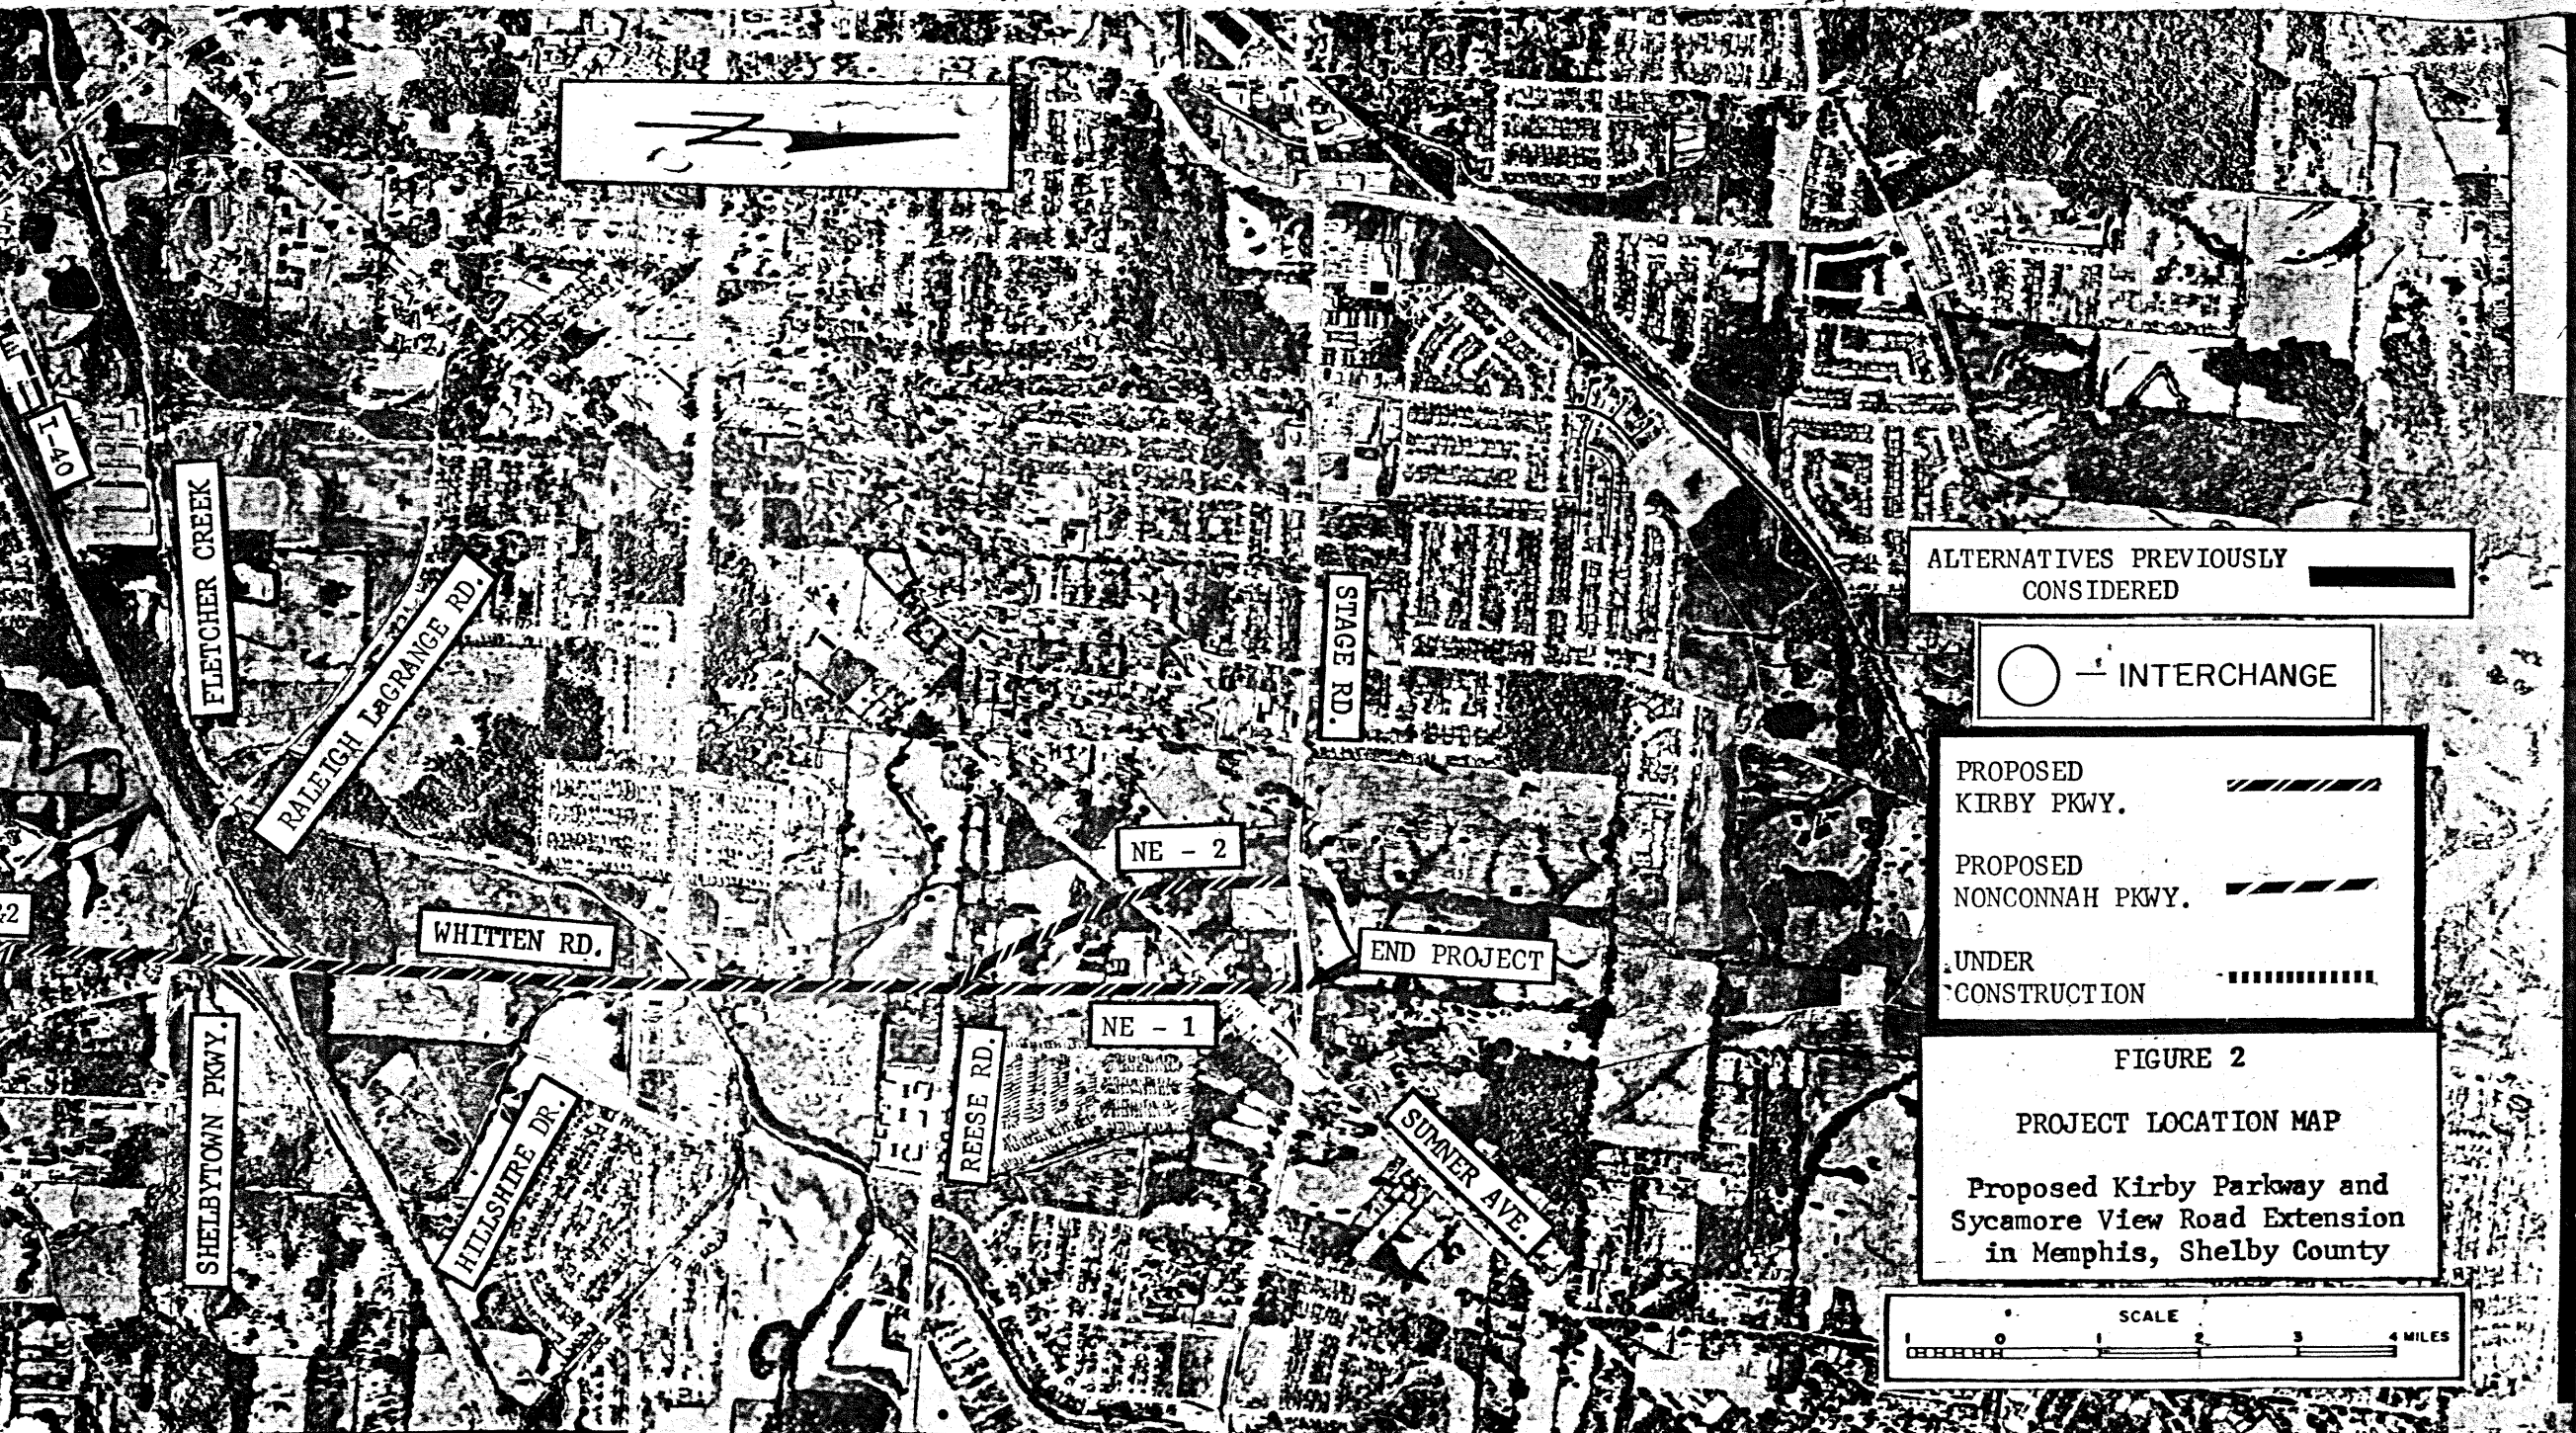 N
I-40
FLETCHER CREEK
RALEIGH LaGRANGE RD.
STAGE RD.
ALTERNATIVES PREVIOUSLY
CONSIDERED
INTERCHANGE
PROPOSED
KIRBY PKWY.
PROPOSED
NONCONNAH PKWY.
UNDER
CONSTRUCTION
NE - 2
&2
WHITTEN RD.
END PROJECT
NE - 1
SHELBYTOWN PKWY.
HILLSHIRE DR.
REESE RD.
SUMNER AVE.
FIGURE 2
PROJECT LOCATION MAP
Proposed Kirby Parkway and
Sycamore View Road Extension
in Memphis, Shelby County
SCALE
1 0 1 2 3 4 MILES